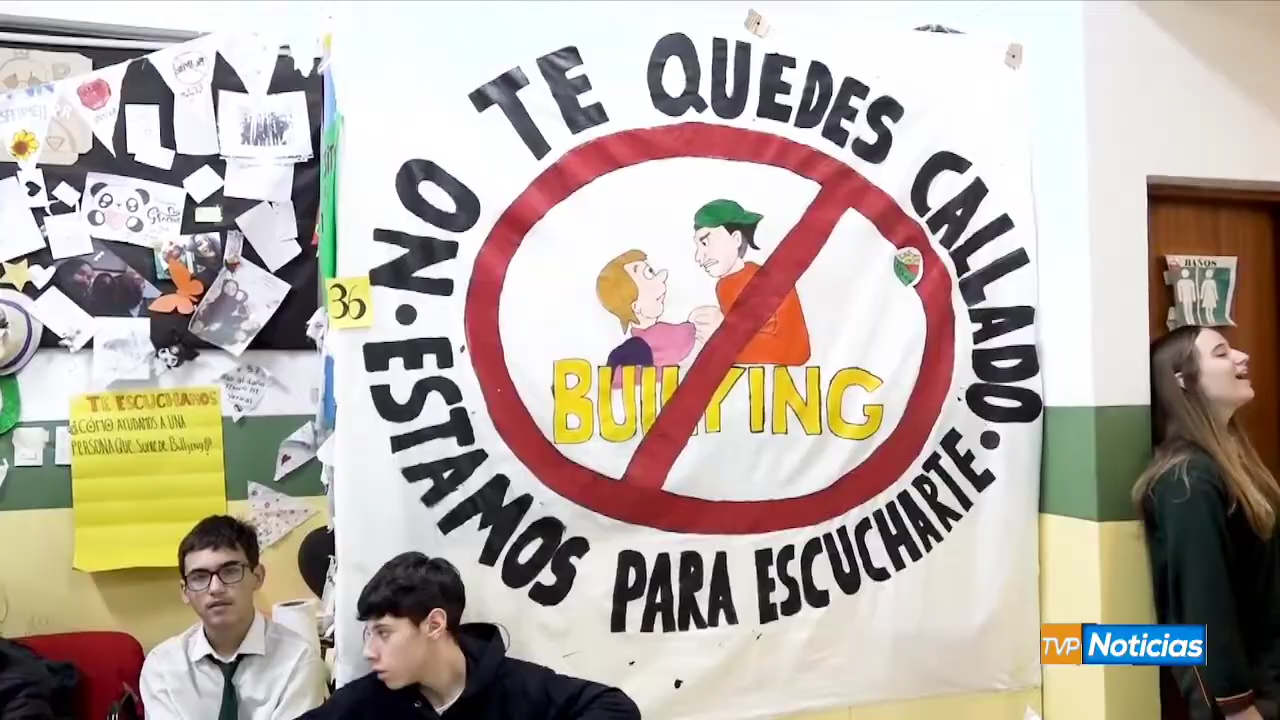 NO TE QUEDES CALLADO · ESTAMOS PARA ESCUCHARTE ·
BULLYING
36
TE ESCUCHAMOS
¿CÓMO AYUDAMOS A UNA
PERSONA QUE SUFRE DE Bullying?
BAÑOS
TVP Noticias